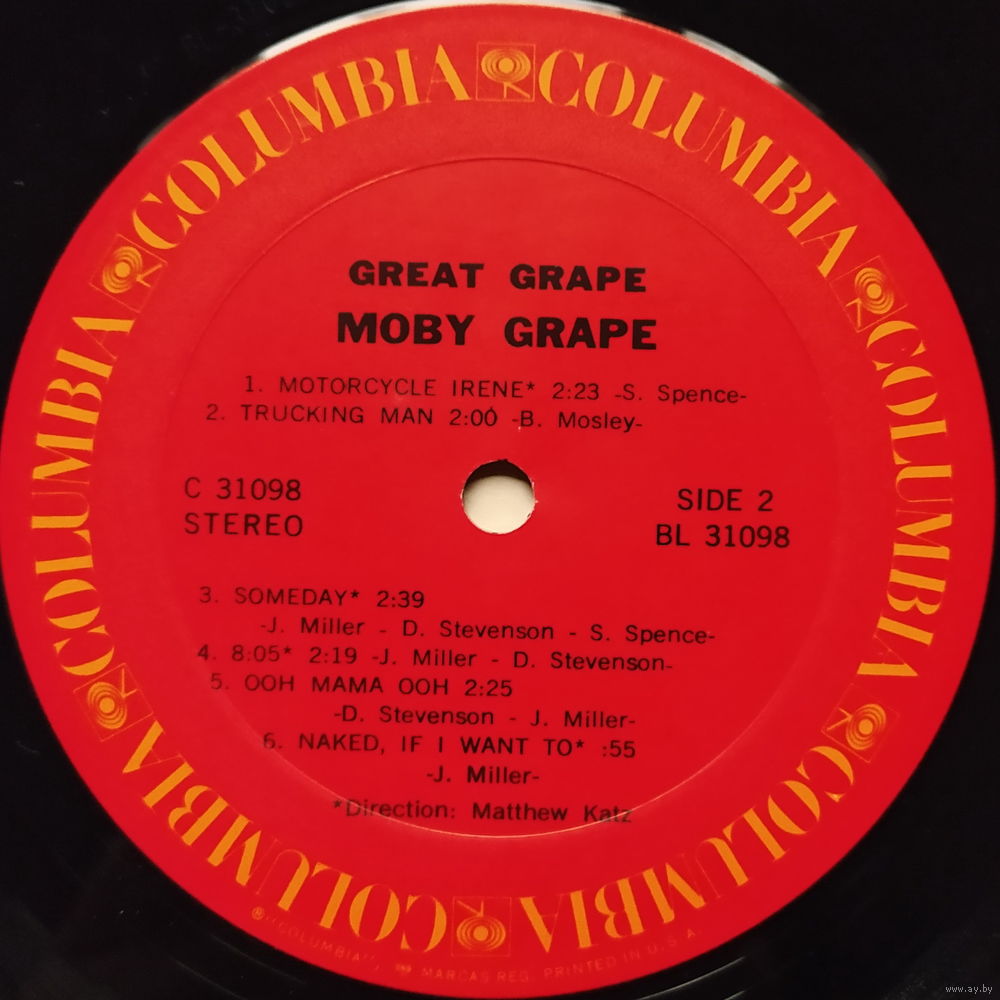 COLUMBIA COLUMBIA COLUMBIA COLUMBIA COLUMBIA COLUMBIA
GREAT GRAPE
MOBY GRAPE
1. MOTORCYCLE IRENE* 2:23 -S. Spence-
2. TRUCKING MAN 2:00 -B. Mosley-
C 31098
STEREO
SIDE 2
BL 31098
3. SOMEDAY* 2:39
-J. Miller - D. Stevenson - S. Spence-
4. 8:05* 2:19 -J. Miller - D. Stevenson-
5. OOH MAMA OOH 2:25
-D. Stevenson - J. Miller-
6. NAKED, IF I WANT TO* :55
-J. Miller-
*Direction: Matthew Katz
® "COLUMBIA", MARCAS REG. PRINTED IN U.S.A.
www.ay.by